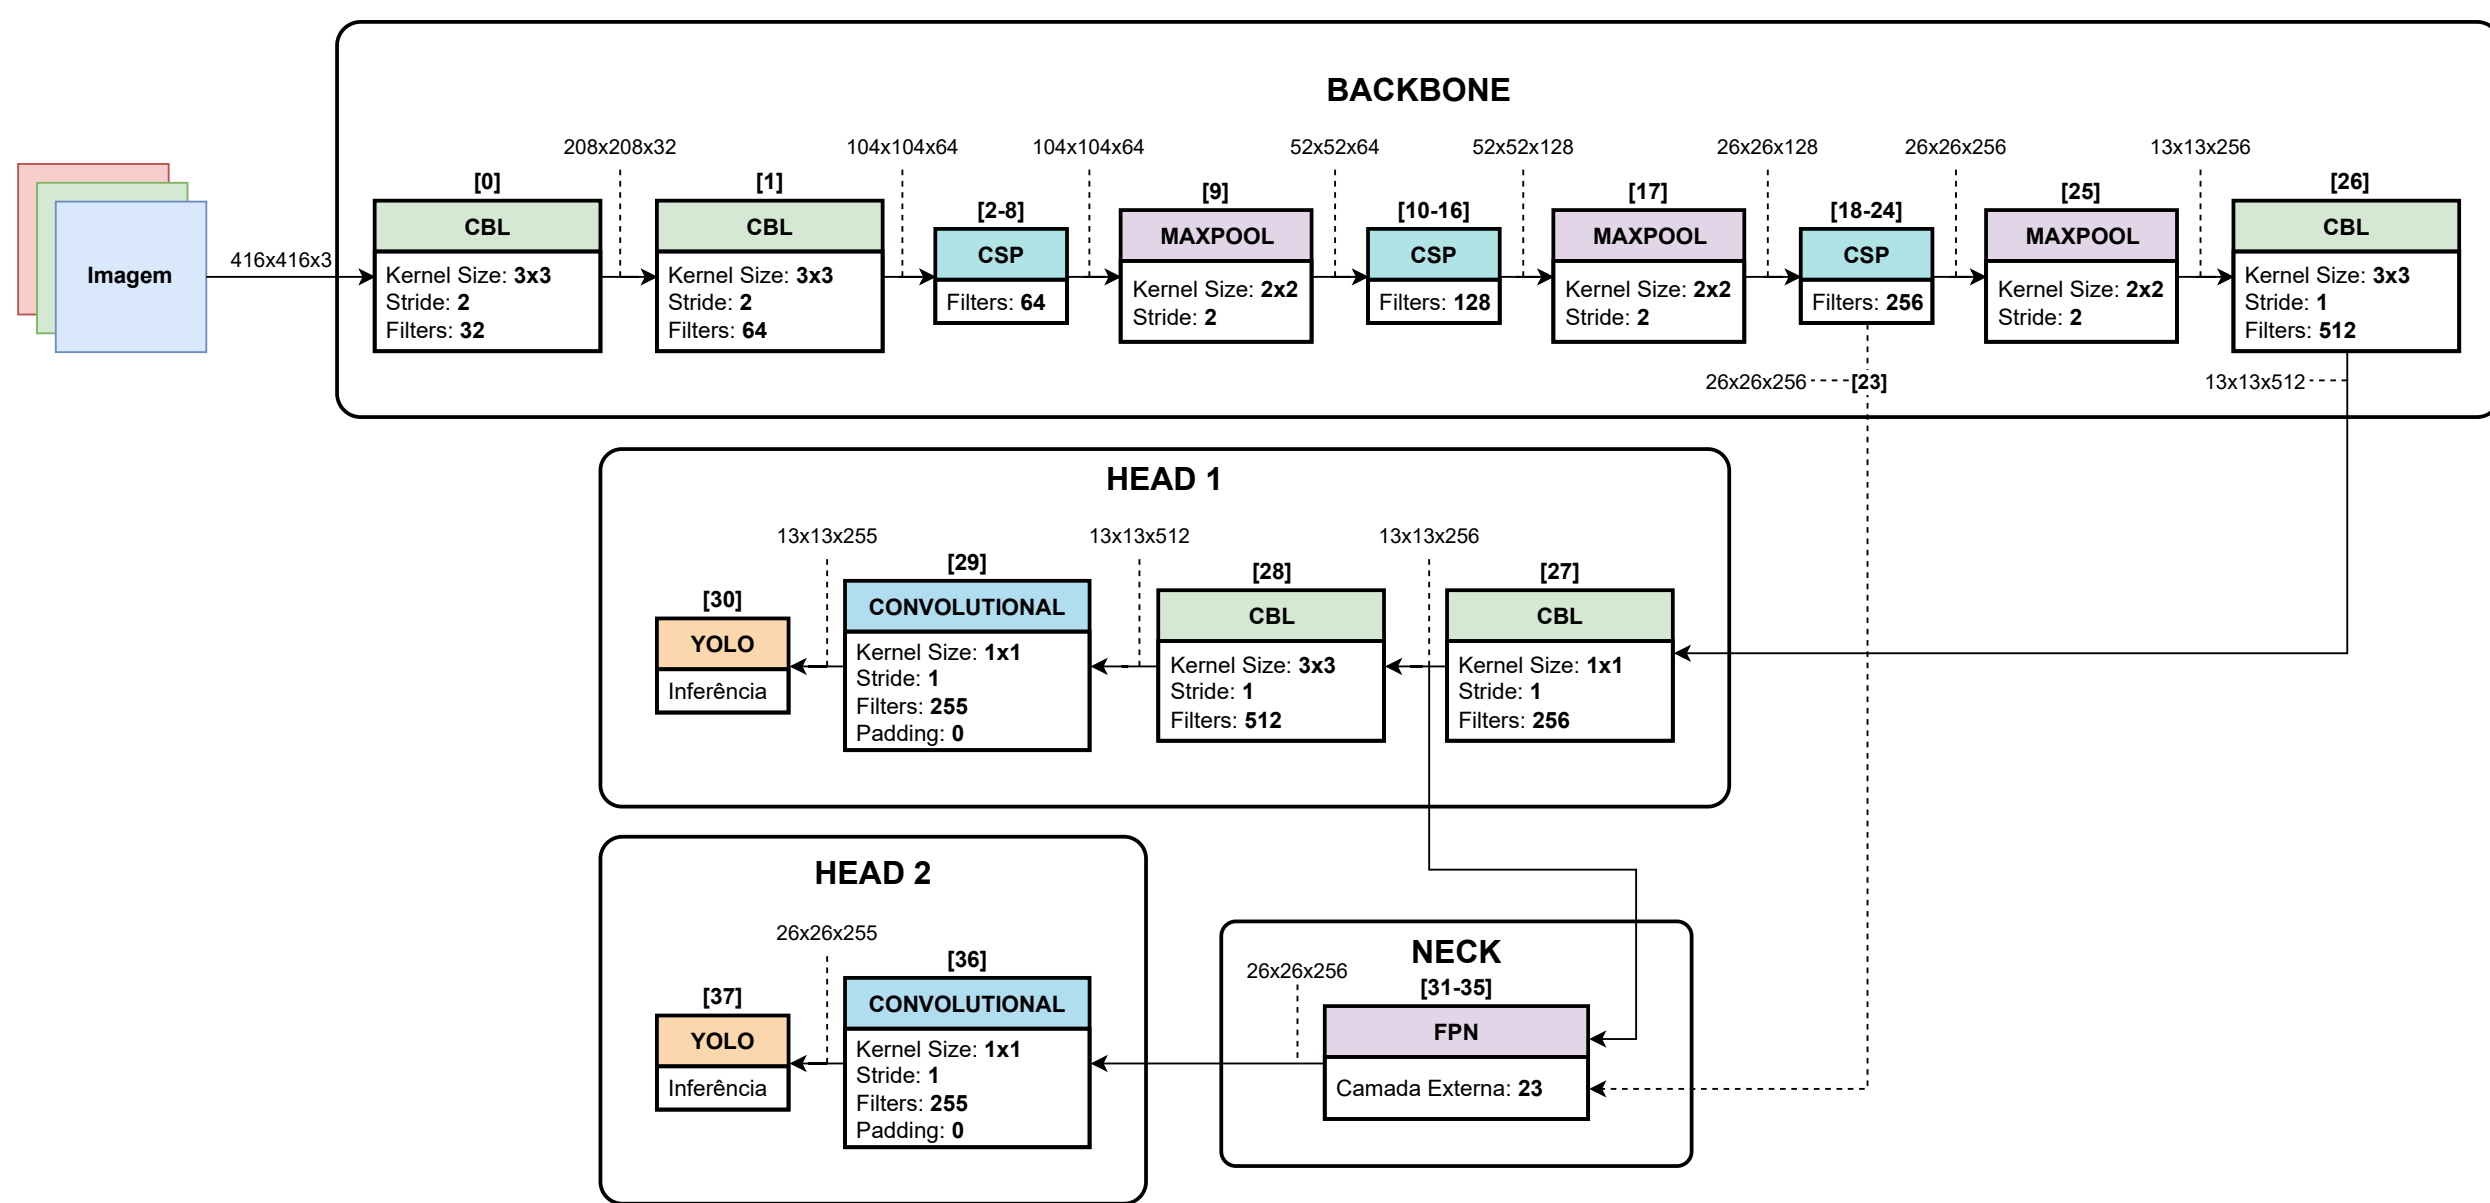 BACKBONE
208x208x32
104x104x64
104x104x64
52x52x64
52x52x128
26x26x128
26x26x256
13x13x256
Imagem
416x416x3
[0]
CBL
Kernel Size: 3x3
Stride: 2
Filters: 32
[1]
CBL
Kernel Size: 3x3
Stride: 2
Filters: 64
[2-8]
CSP
Filters: 64
[9]
MAXPOOL
Kernel Size: 2x2
Stride: 2
[10-16]
CSP
Filters: 128
[17]
MAXPOOL
Kernel Size: 2x2
Stride: 2
[18-24]
CSP
Filters: 256
[25]
MAXPOOL
Kernel Size: 2x2
Stride: 2
[26]
CBL
Kernel Size: 3x3
Stride: 1
Filters: 512
26x26x256
[23]
13x13x512
HEAD 1
13x13x255
13x13x512
13x13x256
[30]
YOLO
Inferência
[29]
CONVOLUTIONAL
Kernel Size: 1x1
Stride: 1
Filters: 255
Padding: 0
[28]
CBL
Kernel Size: 3x3
Stride: 1
Filters: 512
[27]
CBL
Kernel Size: 1x1
Stride: 1
Filters: 256
HEAD 2
26x26x255
[37]
YOLO
Inferência
[36]
CONVOLUTIONAL
Kernel Size: 1x1
Stride: 1
Filters: 255
Padding: 0
NECK
26x26x256
[31-35]
FPN
Camada Externa: 23